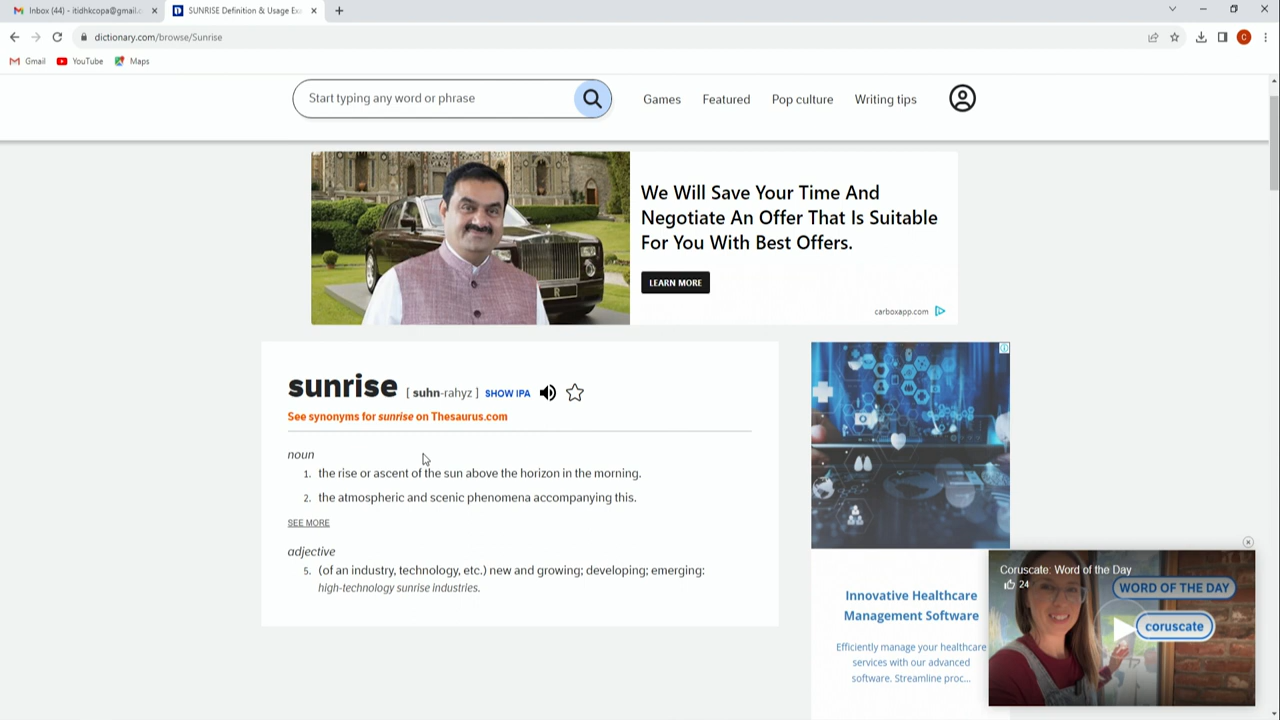 Inbox (44) - itidhkcopa@gmail.c
SUNRISE Definition & Usage Ex
dictionary.com/browse/Sunrise
C
Gmail
YouTube
Maps
Start typing any word or phrase
Games
Featured
Pop culture
Writing tips
We Will Save Your Time And
Negotiate An Offer That Is Suitable
For You With Best Offers.
LEARN MORE
carboxapp.com
R
sunrise [ suhn-rahyz ] SHOW IPA
See synonyms for sunrise on Thesaurus.com
noun
1. the rise or ascent of the sun above the horizon in the morning.
2. the atmospheric and scenic phenomena accompanying this.
SEE MORE
adjective
5. (of an industry, technology, etc.) new and growing; developing; emerging:
high-technology sunrise industries.
Innovative Healthcare
Management Software
Efficiently manage your healthcare
services with our advanced
software. Streamline proc...
Coruscate: Word of the Day
24
WORD OF THE DAY
coruscate